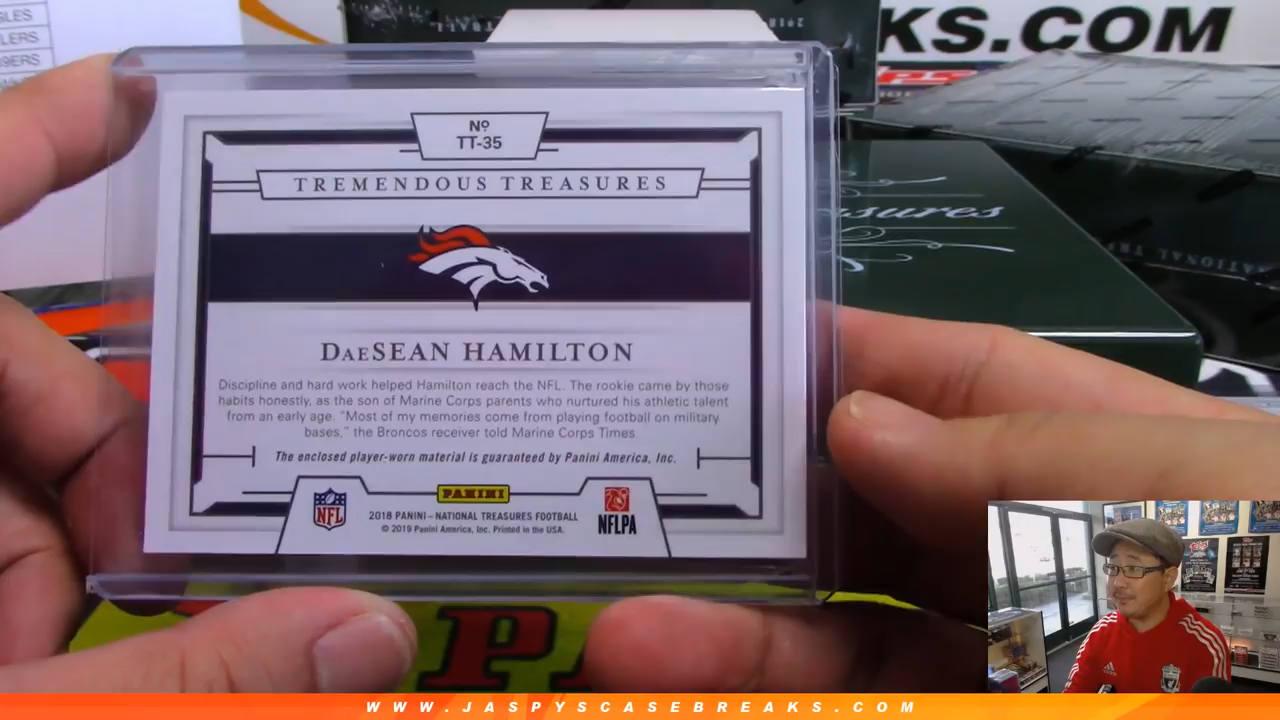 GLES
LERS
49ERS
KS.COM
2018
Nº
TT-35
TREMENDOUS TREASURES
DAESEAN HAMILTON
Discipline and hard work helped Hamilton reach the NFL. The rookie came by those
habits honestly, as the son of Marine Corps parents who nurtured his athletic talent
from an early age. "Most of my memories come from playing football on military
bases," the Broncos receiver told Marine Corps Times.
The enclosed player-worn material is guaranteed by Panini America, Inc.
NFL
PANINI
2018 PANINI – NATIONAL TREASURES FOOTBALL
© 2019 Panini America, Inc. Printed in the USA.
NFLPA
WWW.JASPYSCASEBREAKS.COM